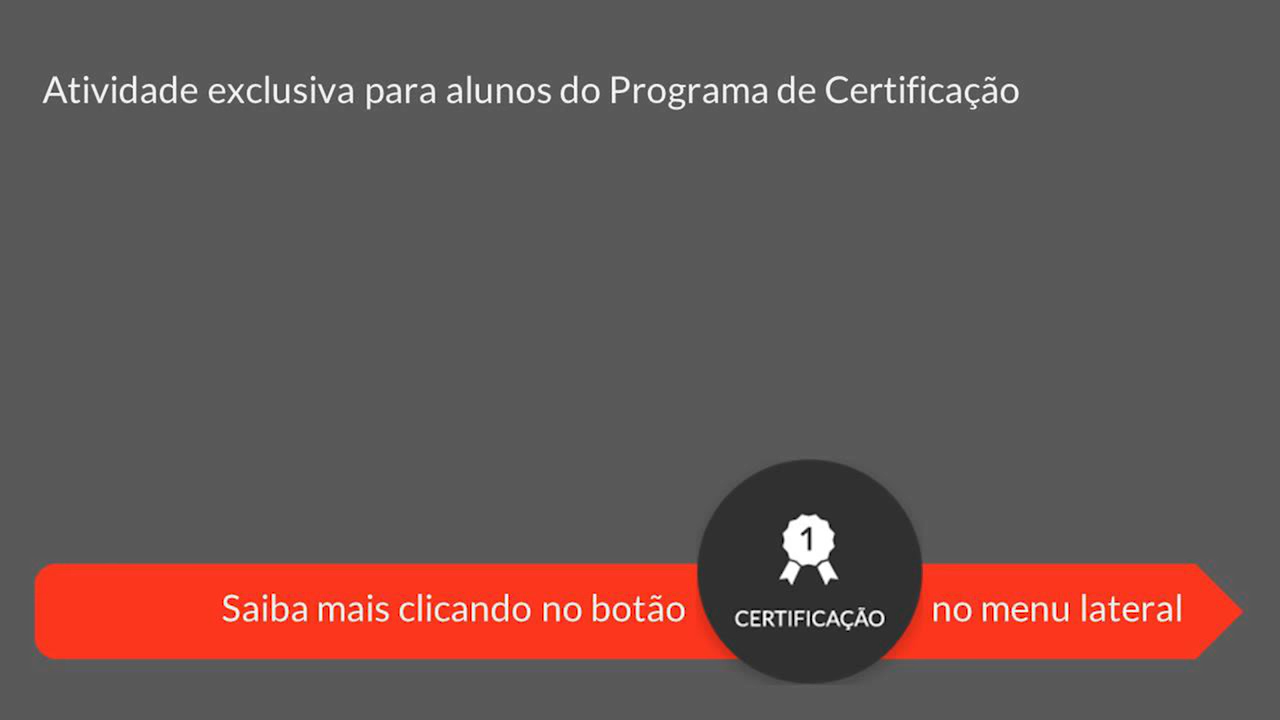 Atividade exclusiva para alunos do Programa de Certificação
1
Saiba mais clicando no botão CERTIFICAÇÃO no menu lateral